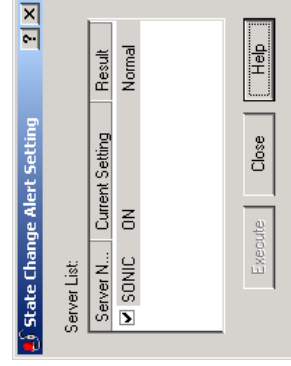 State Change Alert Setting
Server List:
Server N... Current Setting Result
SONIC ON Normal
Execute Close Help